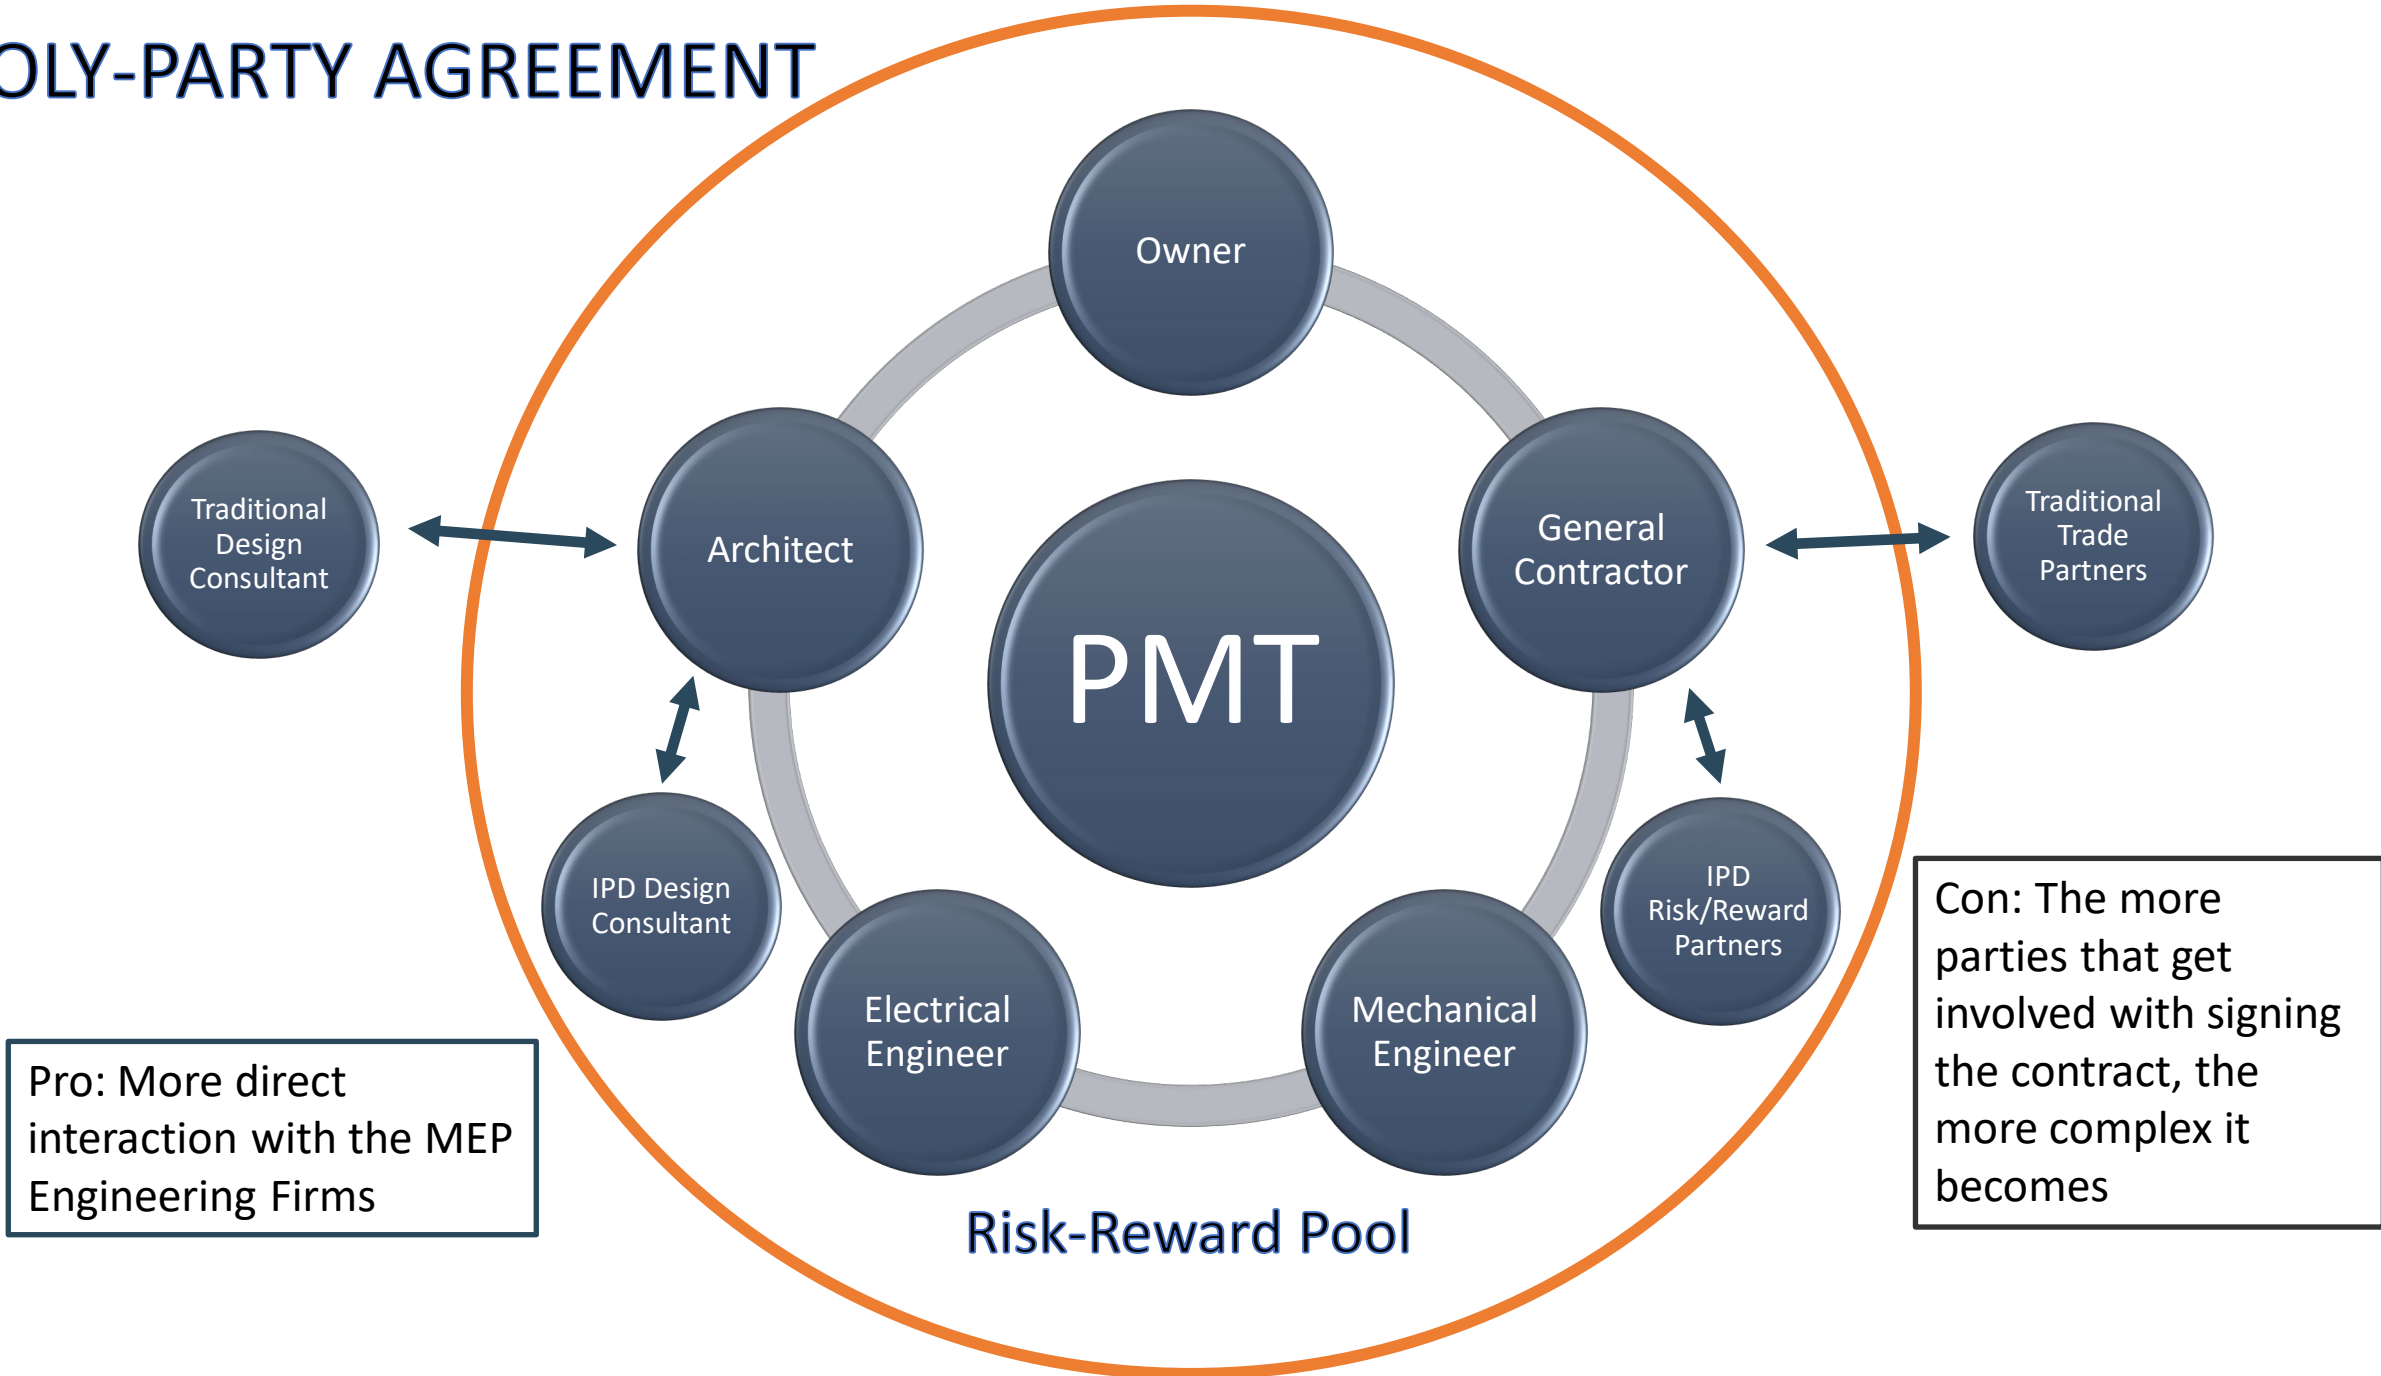 OLY-PARTY AGREEMENT
Owner
Architect
General
Contractor
PMT
Traditional
Design
Consultant
Traditional
Trade
Partners
IPD Design
Consultant
IPD
Risk/Reward
Partners
Electrical
Engineer
Mechanical
Engineer
Risk-Reward Pool
Pro: More direct
interaction with the MEP
Engineering Firms
Con: The more
parties that get
involved with signing
the contract, the
more complex it
becomes